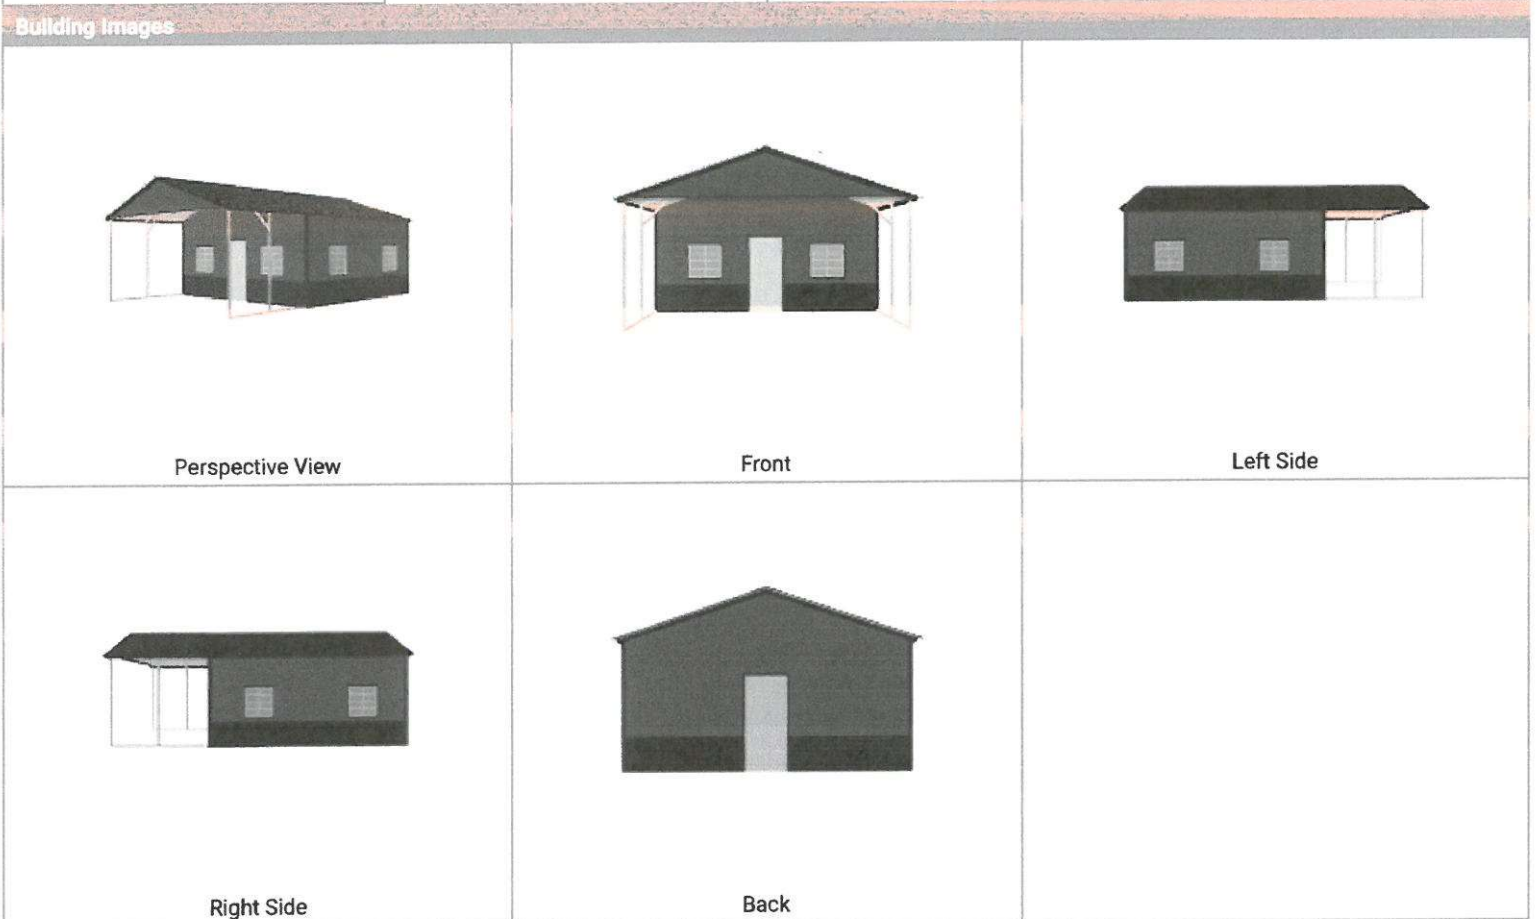 Building Images
Perspective View
Front
Left Side
Right Side
Back